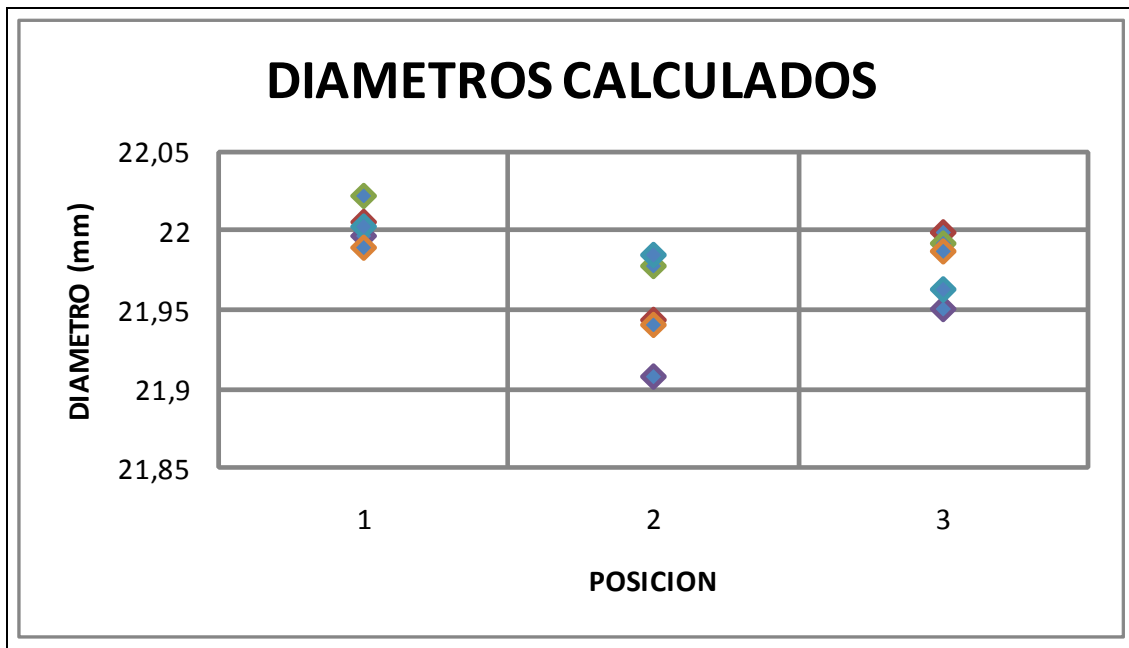 DIAMETROS CALCULADOS
22,05
22
21,95
21,9
21,85
DIAMETRO (mm)
1 2 3
POSICION